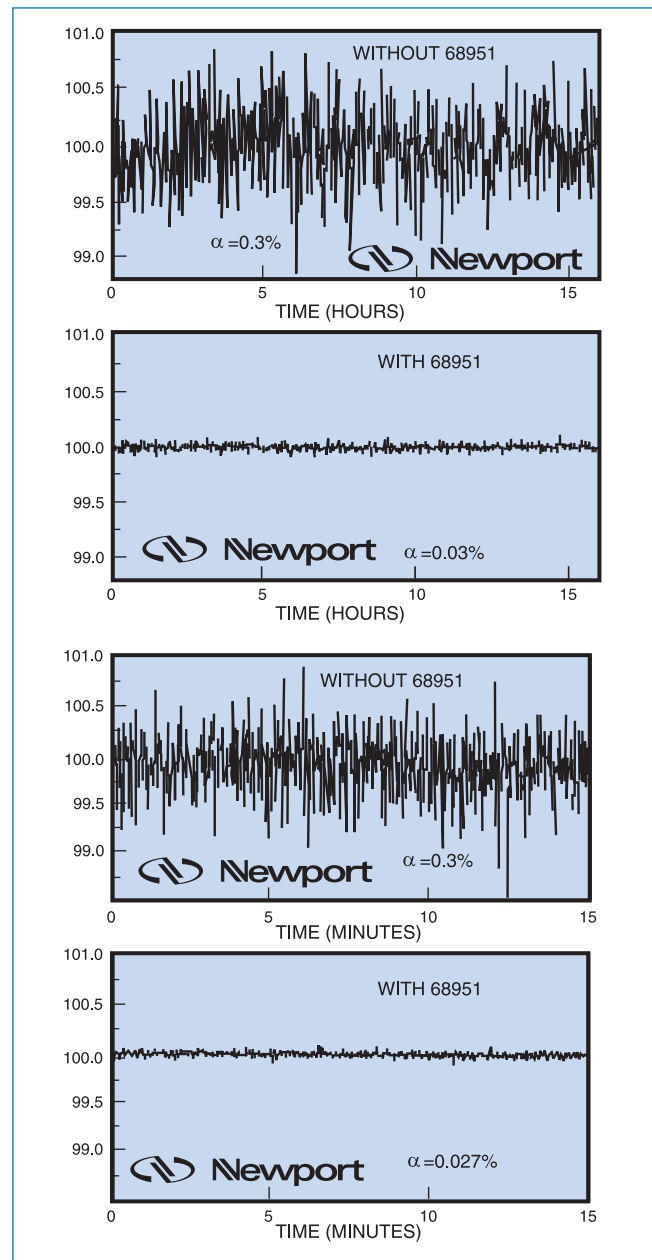 101.0
WITHOUT 68951
100.5
100.0
99.5
α =0.3%
99.0
Newport
0 5 10 15
TIME (HOURS)
101.0
WITH 68951
100.5
100.0
99.5
Newport α =0.03%
99.0
0 5 10 15
TIME (HOURS)
101.0
WITHOUT 68951
100.5
100.0
99.5
99.0
Newport α =0.3%
0 5 10 15
TIME (MINUTES)
101.0
WITH 68951
100.5
100.0
99.5
99.0
Newport α =0.027%
0 5 10 15
TIME (MINUTES)